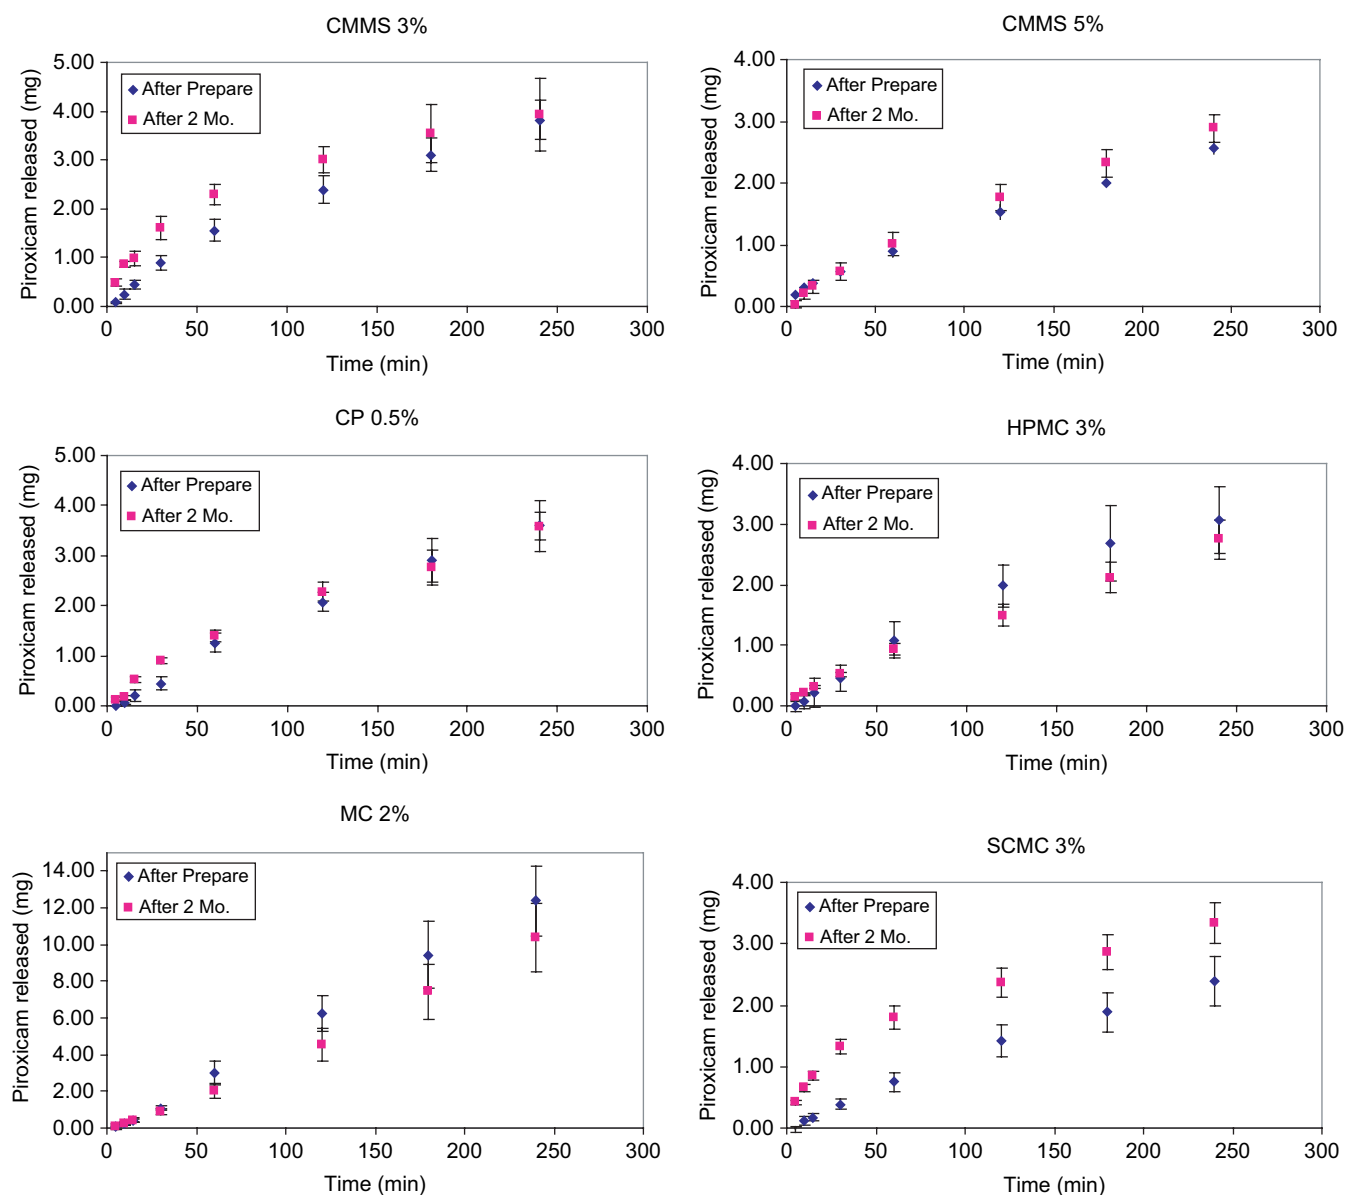 CMMS 3%
Piroxicam released (mg)
5.00
4.00
3.00
2.00
1.00
0.00
After Prepare
After 2 Mo.
0 50 100 150 200 250 300
Time (min)
CMMS 5%
Piroxicam released (mg)
4.00
3.00
2.00
1.00
0.00
After Prepare
After 2 Mo.
0 50 100 150 200 250 300
Time (min)
CP 0.5%
Piroxicam released (mg)
5.00
4.00
3.00
2.00
1.00
0.00
After Prepare
After 2 Mo.
0 50 100 150 200 250 300
Time (min)
HPMC 3%
Piroxicam released (mg)
4.00
3.00
2.00
1.00
0.00
After Prepare
After 2 Mo.
0 50 100 150 200 250 300
Time (min)
MC 2%
Piroxicam released (mg)
14.00
12.00
10.00
8.00
6.00
4.00
2.00
0.00
After Prepare
After 2 Mo.
0 50 100 150 200 250 300
Time (min)
SCMC 3%
Piroxicam released (mg)
4.00
3.00
2.00
1.00
0.00
After Prepare
After 2 Mo.
0 50 100 150 200 250 300
Time (min)